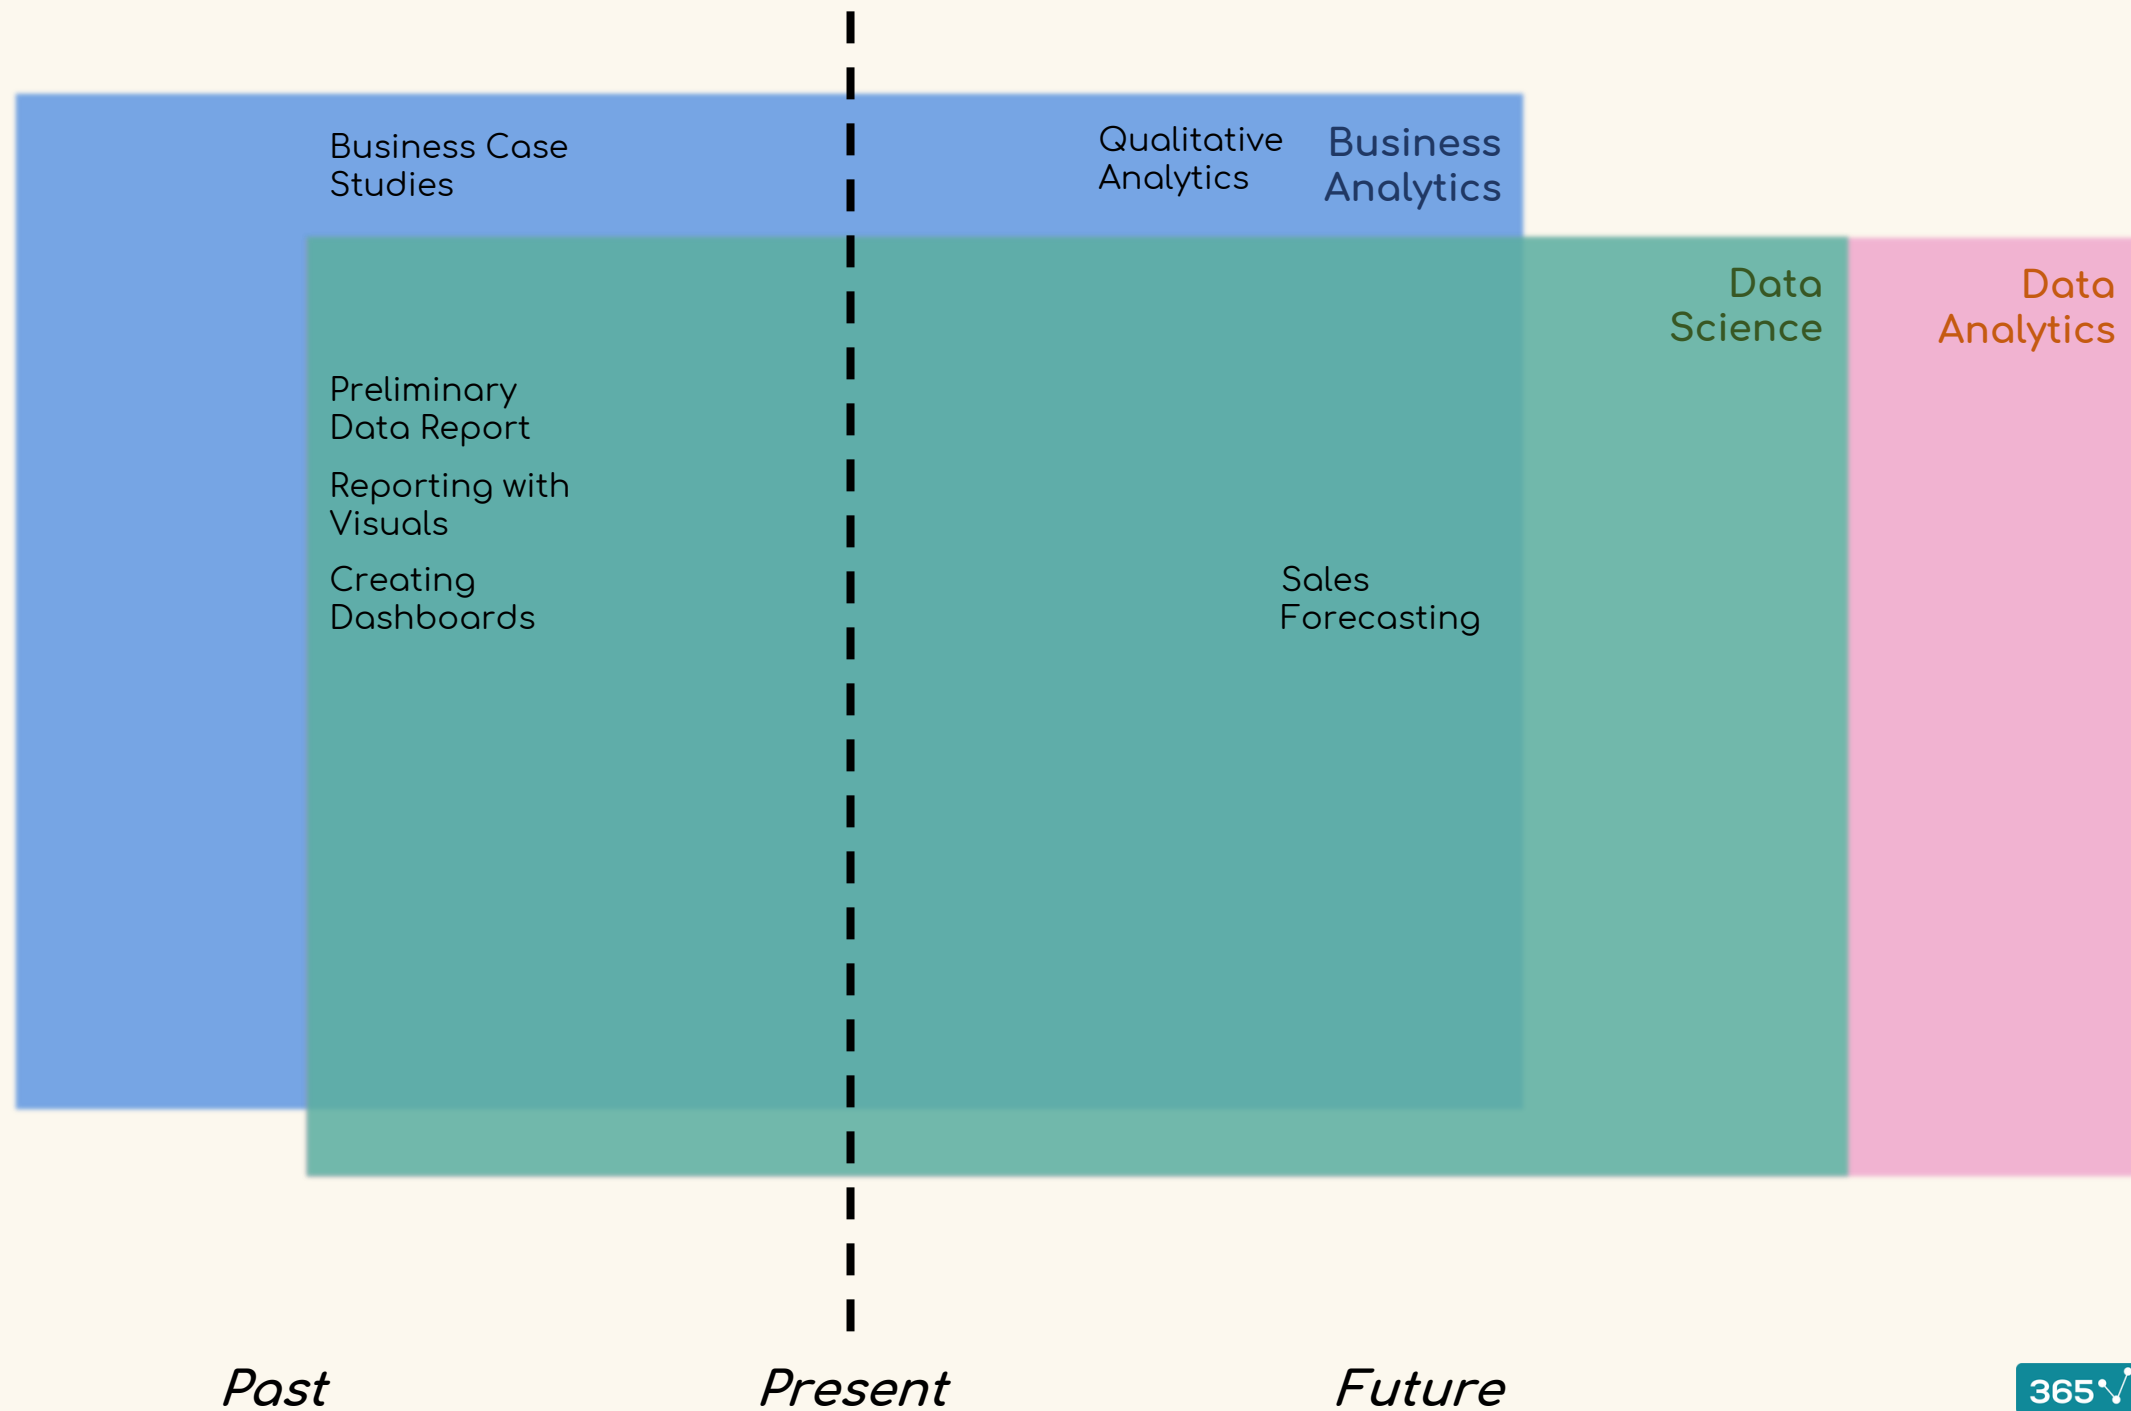 Business Case
Studies
Qualitative
Analytics
Business
Analytics
Data
Science
Data
Analytics
Preliminary
Data Report
Reporting with
Visuals
Creating
Dashboards
Sales
Forecasting
Past
Present
Future
365